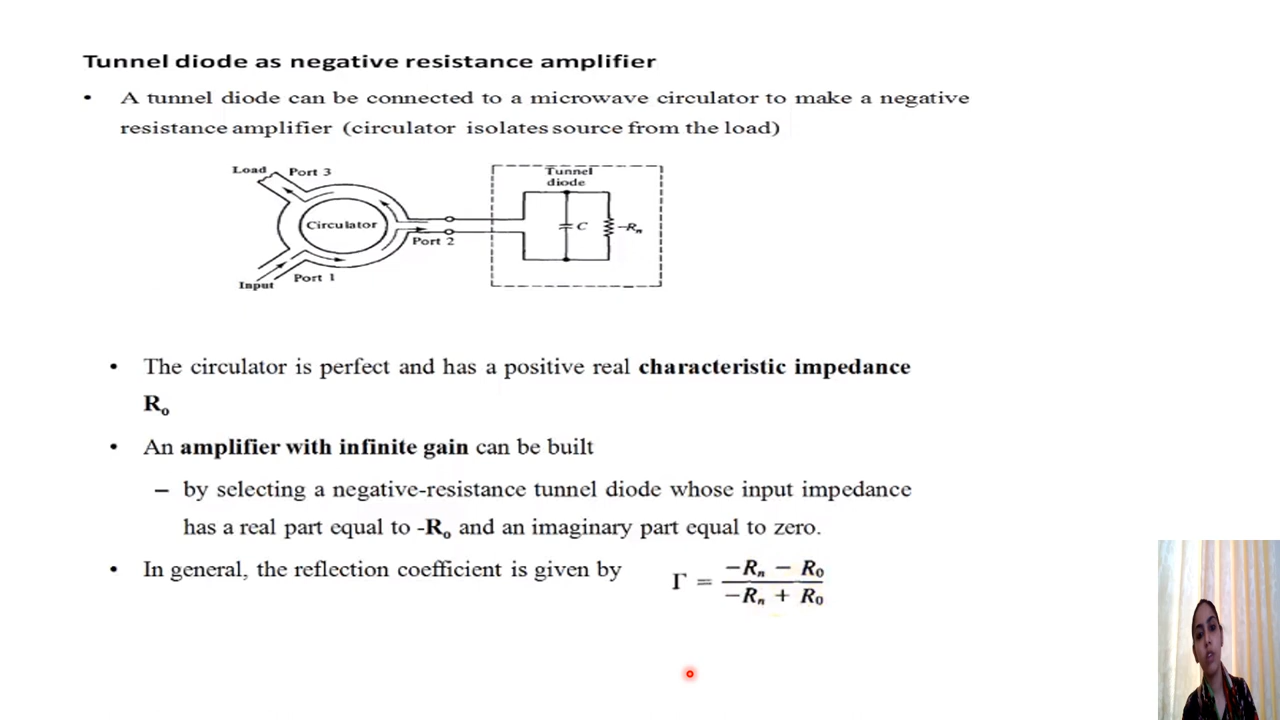 Tunnel diode as negative resistance amplifier
• A tunnel diode can be connected to a microwave circulator to make a negative
resistance amplifier (circulator isolates source from the load)
Load Port 3
Tunnel
diode
Circulator
C
−Rₙ
Port 2
Port 1
Input
• The circulator is perfect and has a positive real characteristic impedance
Rₒ
• An amplifier with infinite gain can be built
– by selecting a negative-resistance tunnel diode whose input impedance
has a real part equal to -Rₒ and an imaginary part equal to zero.
• In general, the reflection coefficient is given by
Γ = (−Rₙ − R₀) / (−Rₙ + R₀)